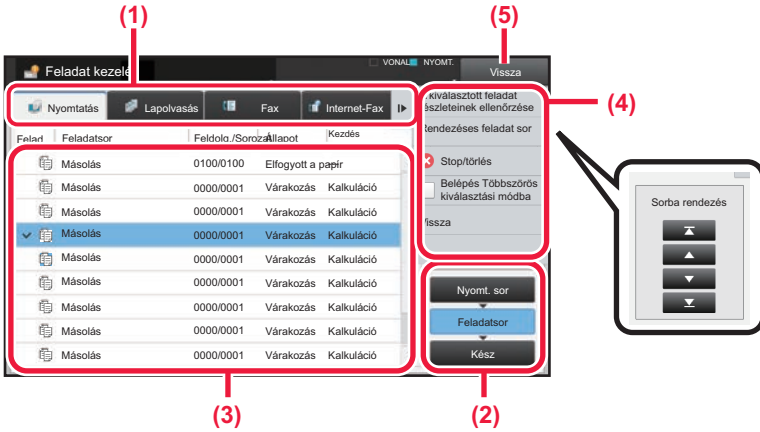 (1)
(5)
Feladat kezelé
VONAL
NYOMT.
Vissza
Nyomtatás
Lapolvasás
Fax
Internet-Fax
kiválasztott feladat
részleteinek ellenőrzése
(4)
Felad
Feladatsor
Feldolg./Sorozat
Állapot
Kezdés
Rendezéses feladat sor
Másolás 0100/0100 Elfogyott a papír
Stop/törlés
Másolás 0000/0001 Várakozás Kalkuláció
Belépés Többszörös
kiválasztási módba
Másolás 0000/0001 Várakozás Kalkuláció
Vissza
Másolás 0000/0001 Várakozás Kalkuláció
Másolás 0000/0001 Várakozás Kalkuláció
Másolás 0000/0001 Várakozás Kalkuláció
Másolás 0000/0001 Várakozás Kalkuláció
Másolás 0000/0001 Várakozás Kalkuláció
Másolás 0000/0001 Várakozás Kalkuláció
Nyomt. sor
Feladatsor
Kész
Sorba rendezés
(3)
(2)